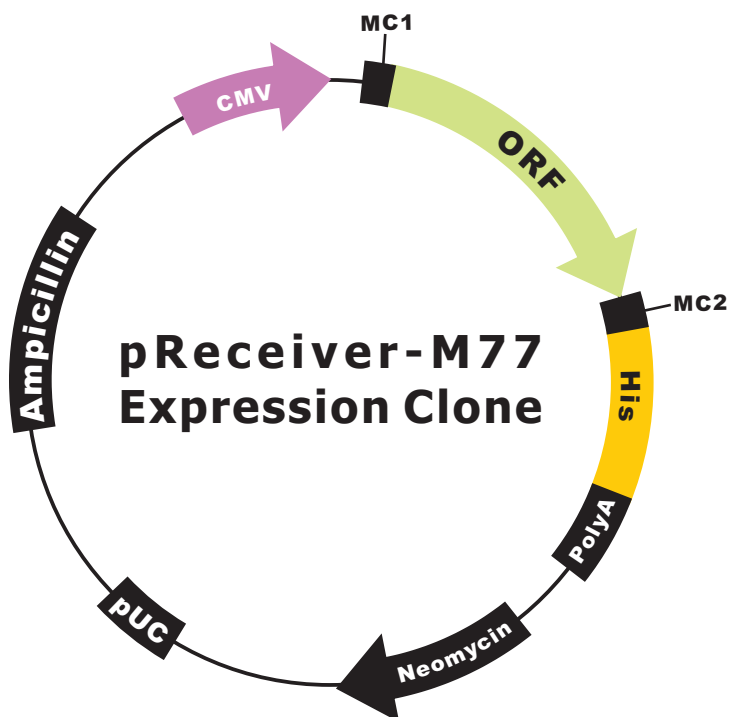 MC1
CMV
ORF
MC2
pReceiver-M77
Expression Clone
His
Ampicillin
PolyA
pUC
Neomycin